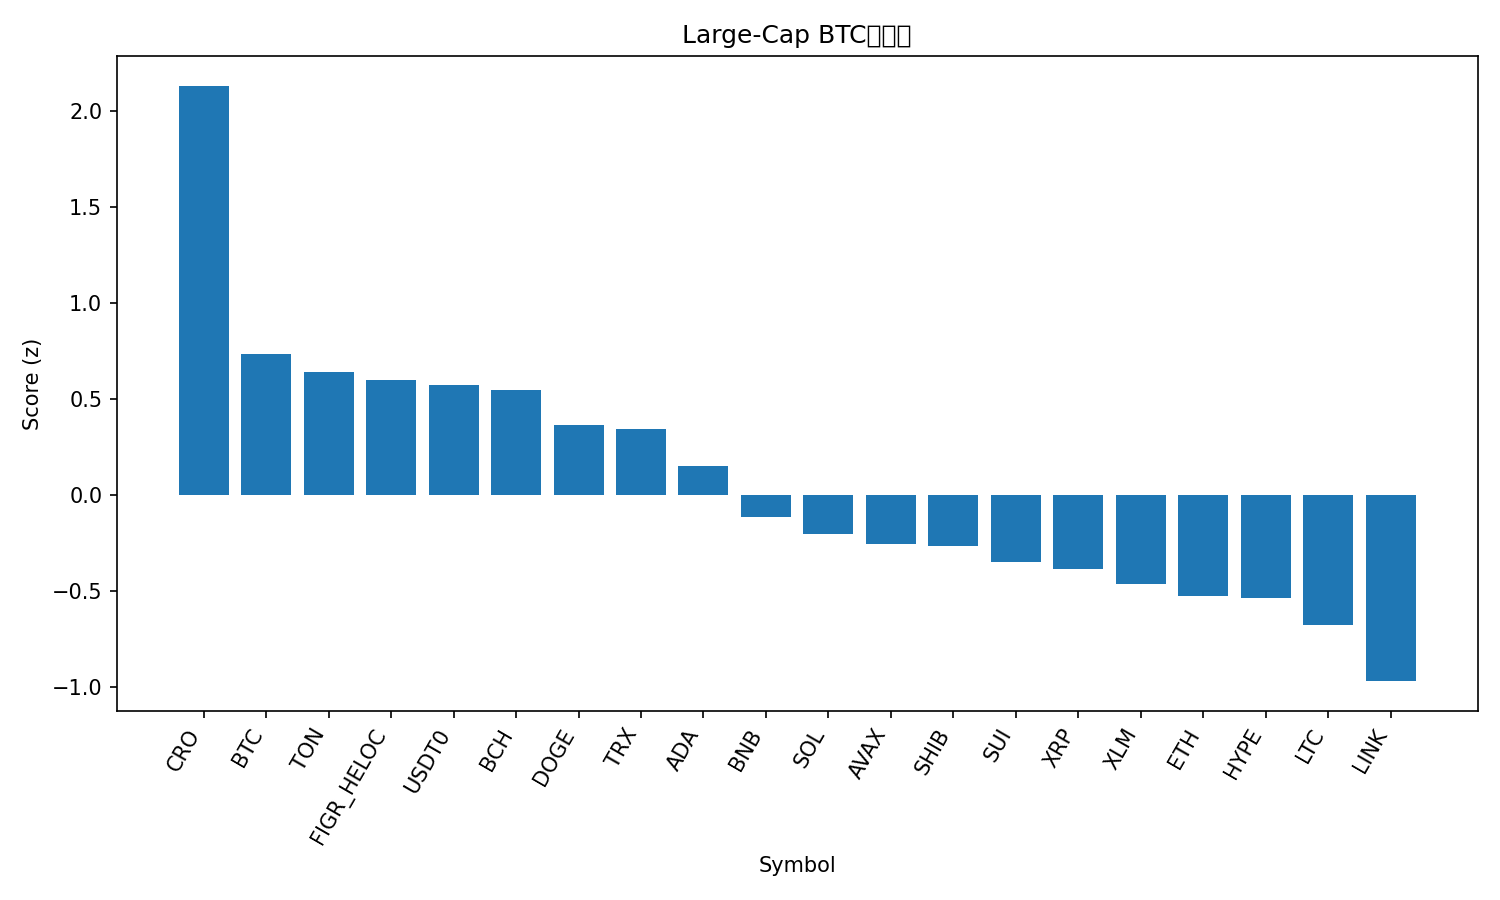 Large-Cap BTC
2.0
1.5
1.0
0.5
0.0
−0.5
−1.0
Score (z)
CRO
BTC
TON
FIGR_HELOC
USDT0
BCH
DOGE
TRX
ADA
BNB
SOL
AVAX
SHIB
SUI
XRP
XLM
ETH
HYPE
LTC
LINK
Symbol